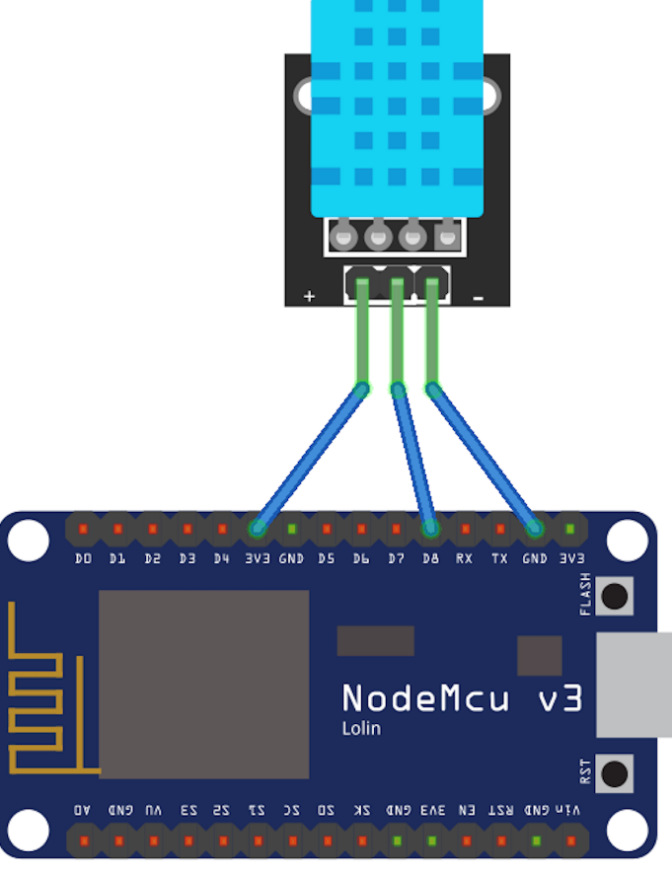 + -
D0 D1 D2 D3 D4 3V3 GND D5 D6 D7 D8 RX TX GND 3V3
FLASH
NodeMcu v3
Lolin
RST
A0 GND VU S3 S2 S1 SC SO SK GND 3V3 EN RST GND Vin